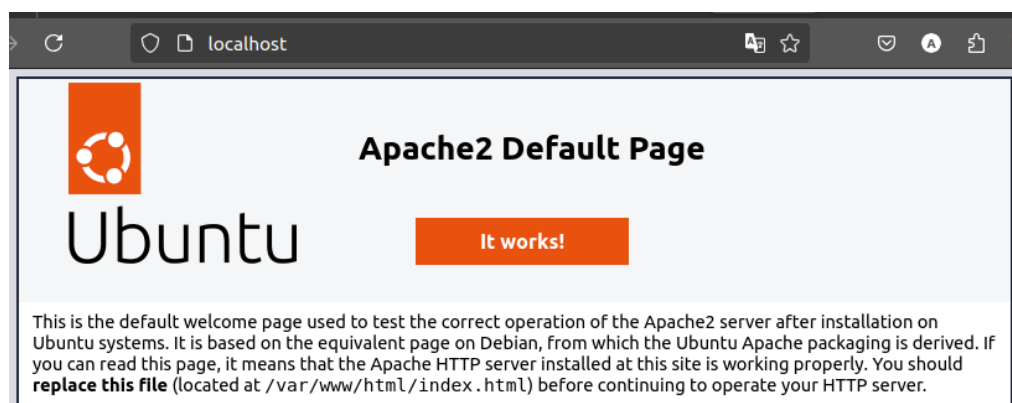 localhost
Apache2 Default Page
Ubuntu
It works!
This is the default welcome page used to test the correct operation of the Apache2 server after installation on
Ubuntu systems. It is based on the equivalent page on Debian, from which the Ubuntu Apache packaging is derived. If
you can read this page, it means that the Apache HTTP server installed at this site is working properly. You should
replace this file (located at /var/www/html/index.html) before continuing to operate your HTTP server.